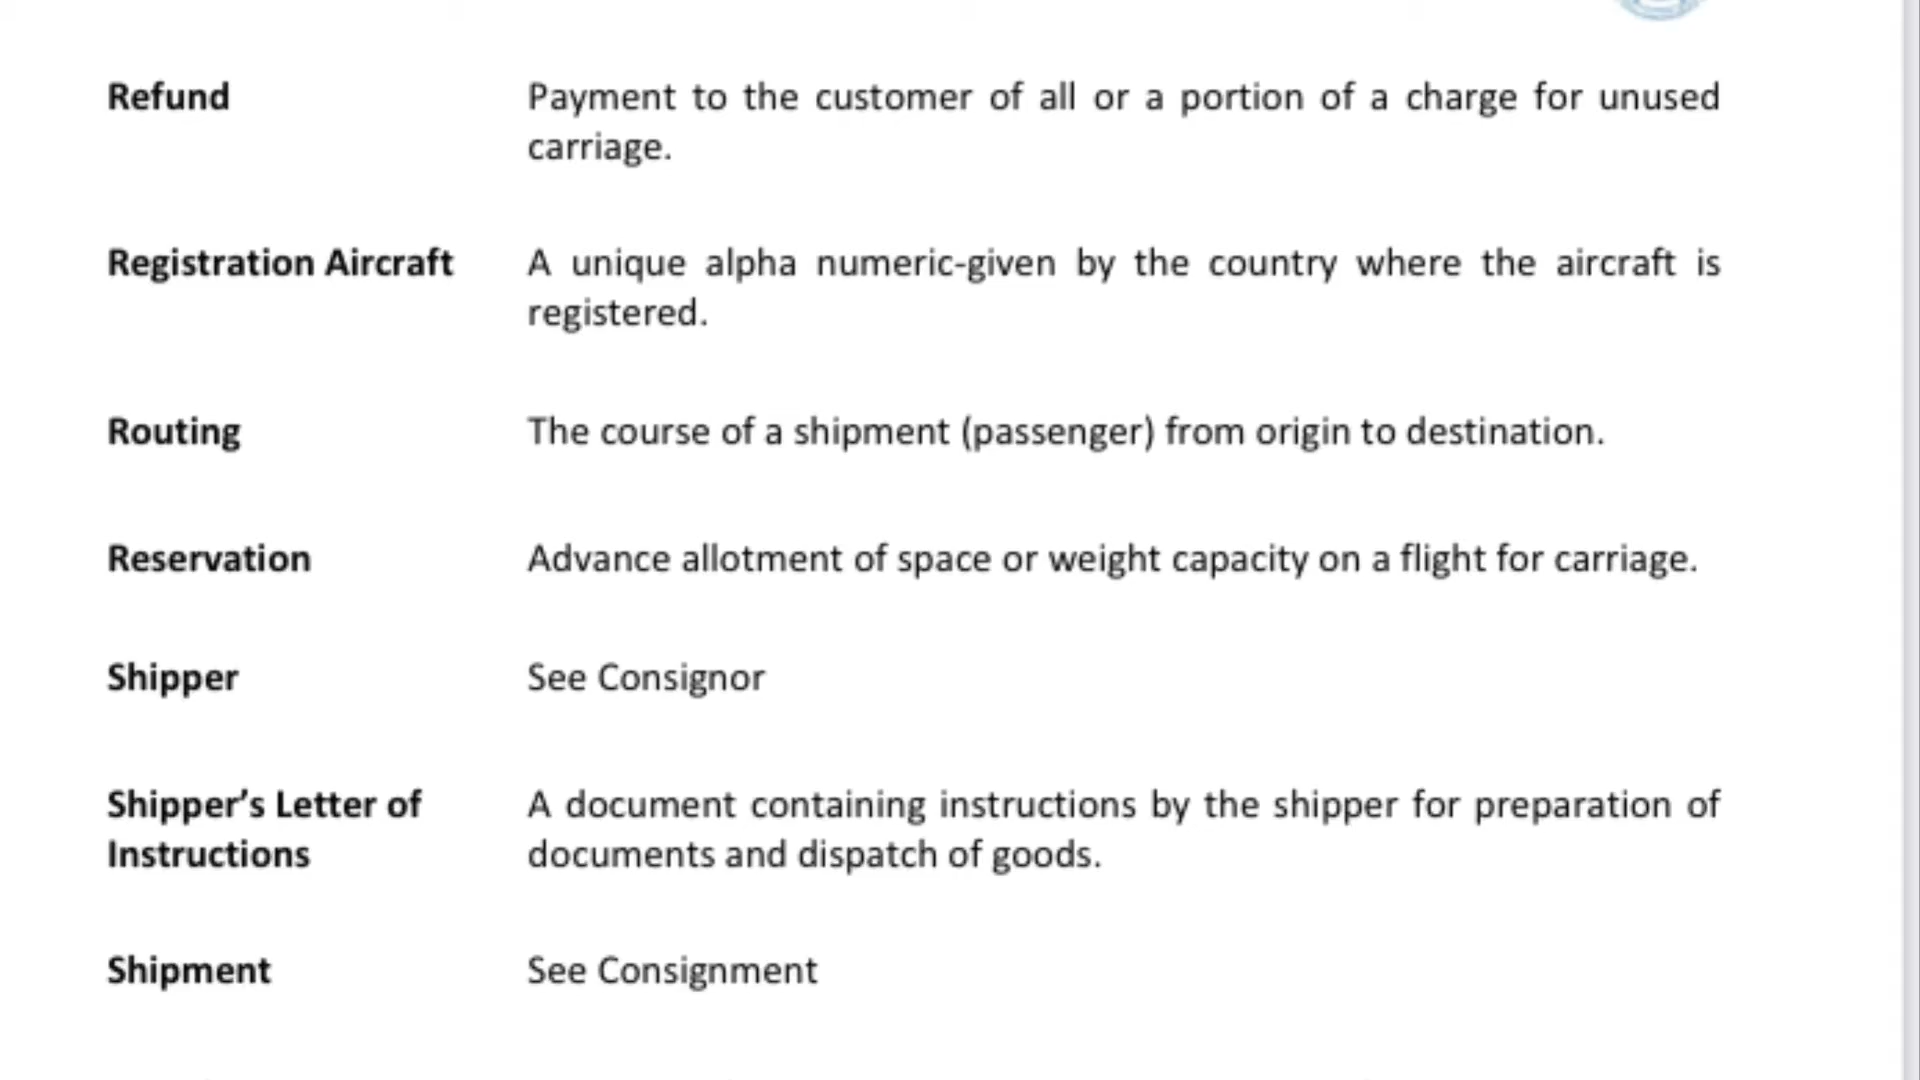 Refund Payment to the customer of all or a portion of a charge for unused
carriage.
Registration Aircraft A unique alpha numeric-given by the country where the aircraft is
registered.
Routing The course of a shipment (passenger) from origin to destination.
Reservation Advance allotment of space or weight capacity on a flight for carriage.
Shipper See Consignor
Shipper’s Letter of A document containing instructions by the shipper for preparation of
Instructions documents and dispatch of goods.
Shipment See Consignment